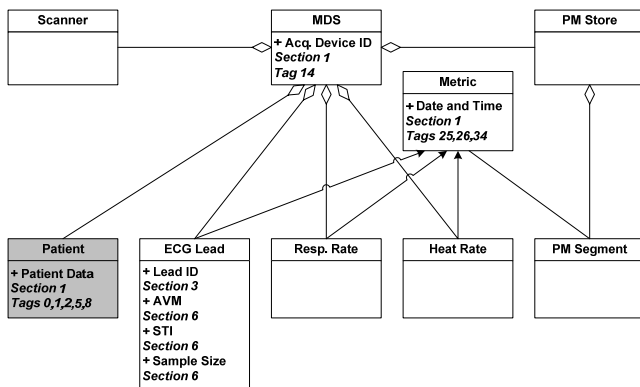 Scanner
MDS
+ Acq. Device ID
Section 1
Tag 14
PM Store
Metric
+ Date and Time
Section 1
Tags 25,26,34
Patient
+ Patient Data
Section 1
Tags 0,1,2,5,8
ECG Lead
+ Lead ID
Section 3
+ AVM
Section 6
+ STI
Section 6
+ Sample Size
Section 6
Resp. Rate
Heat Rate
PM Segment